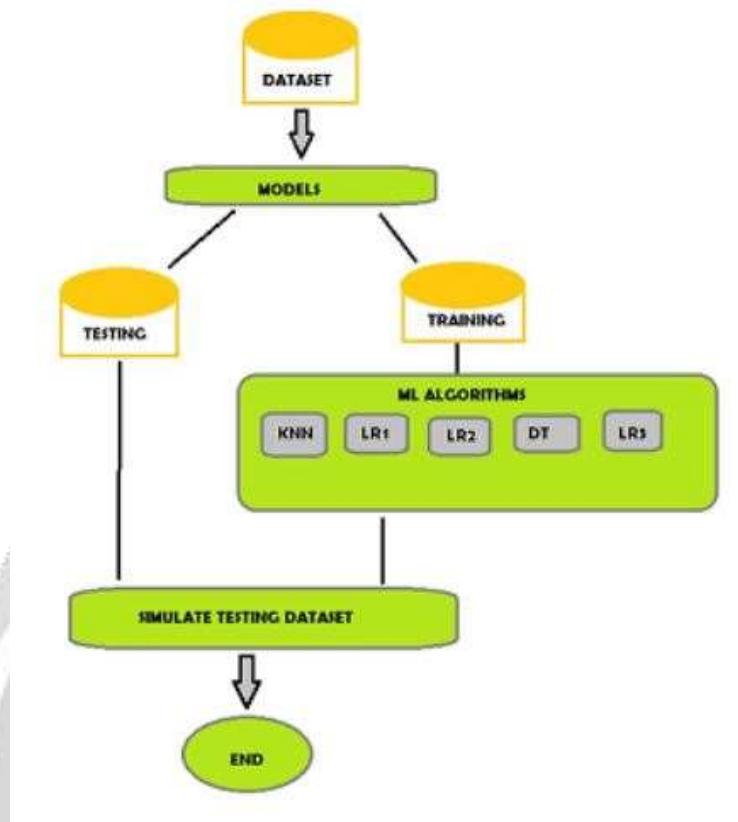 DATASET
MODELS
TESTING
TRAINING
ML ALGORITHMS
KNN LR1 LR2 DT LR3
SIMULATE TESTING DATASET
END